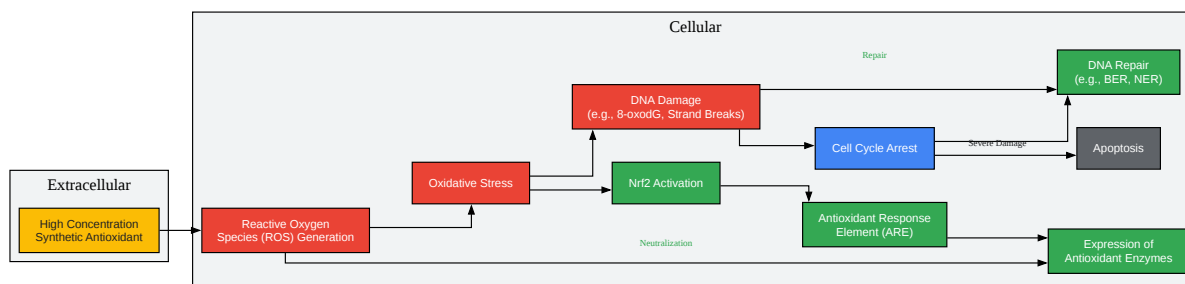 Cellular
Repair
DNA Repair
(e.g., BER, NER)
DNA Damage
(e.g., 8-oxodG, Strand Breaks)
Cell Cycle Arrest
Severe Damage
Apoptosis
Extracellular
Oxidative Stress
Nrf2 Activation
High Concentration
Synthetic Antioxidant
Reactive Oxygen
Species (ROS) Generation
Antioxidant Response
Element (ARE)
Neutralization
Expression of
Antioxidant Enzymes